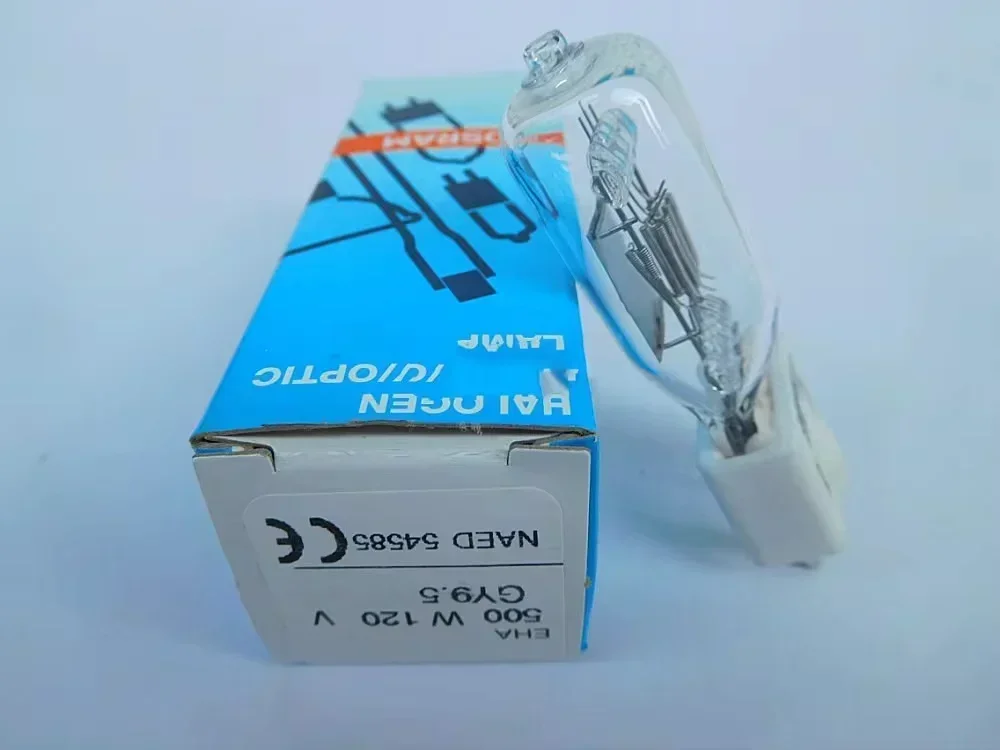 EHA
500 W 120 V
GY9.5
NAED 54585 CE
HALOGEN
OPTIC
LAMP
OSRAM